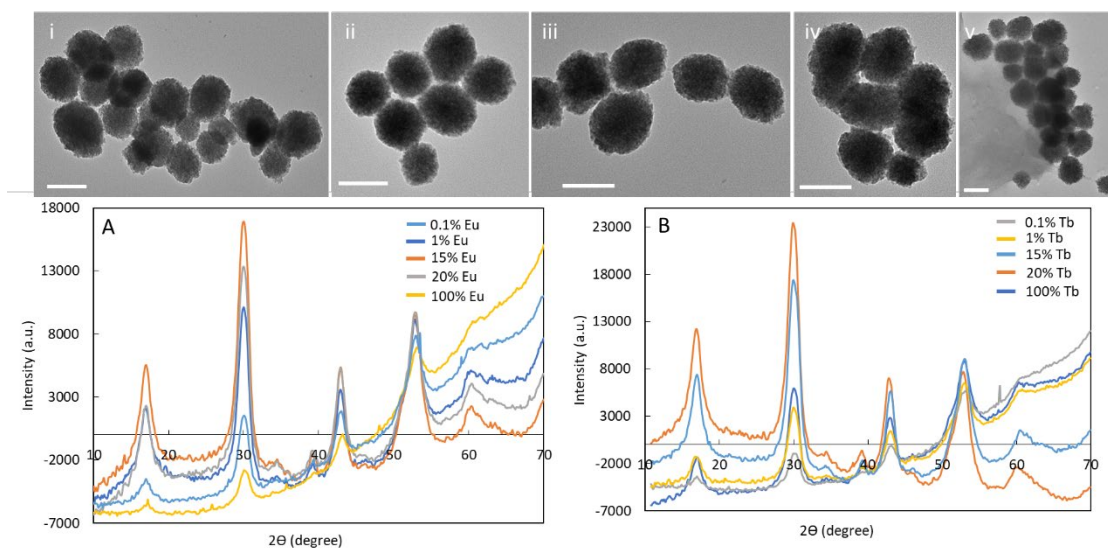 i
ii
iii
iv
v
A
18000
13000
8000
3000
-2000
-7000
10
20
30
40
50
60
70
Intensity (a.u.)
2Θ (degree)
0.1% Eu
1% Eu
15% Eu
20% Eu
100% Eu
B
23000
18000
13000
8000
3000
-2000
-7000
10
20
30
40
50
60
70
Intensity (a.u.)
2Θ (degree)
0.1% Tb
1% Tb
15% Tb
20% Tb
100% Tb